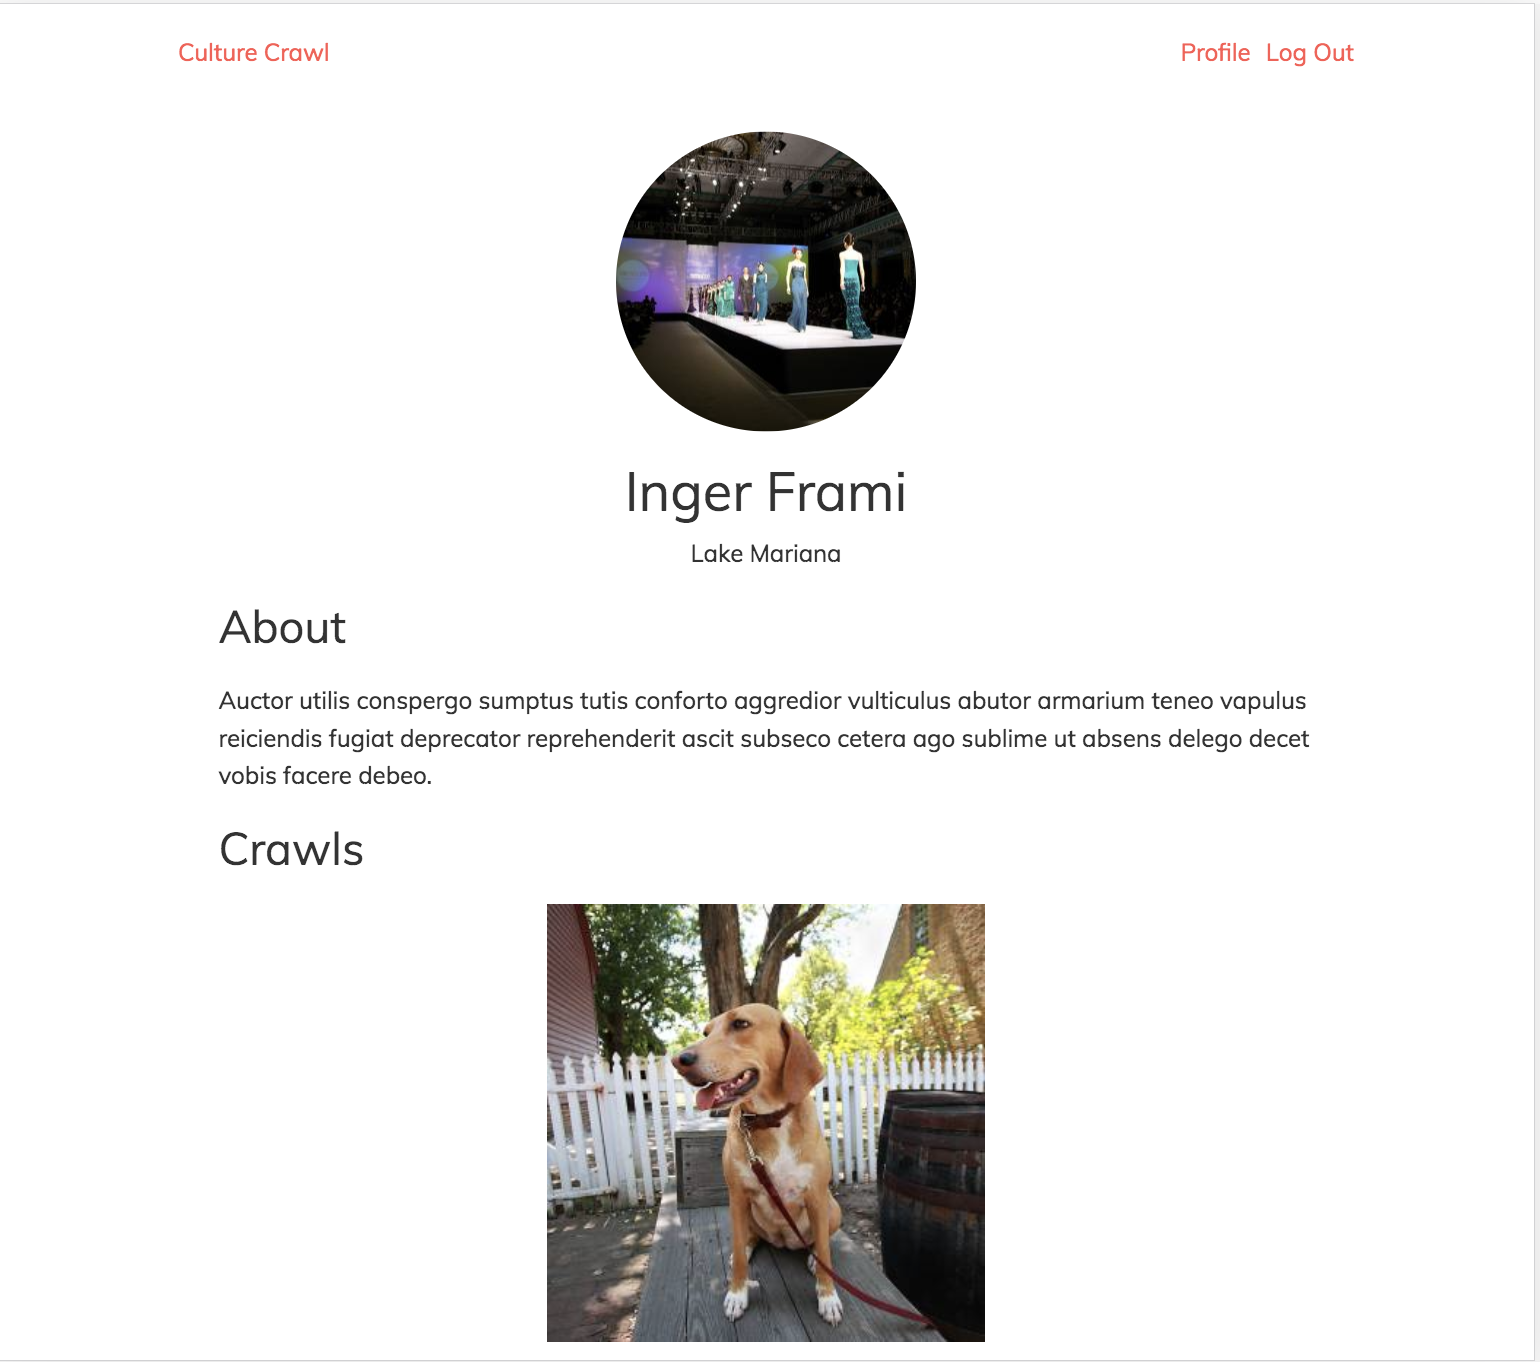 Culture Crawl
Profile Log Out
Inger Frami
Lake Mariana
About
Auctor utilis conspergo sumptus tutis conforto aggredior vulticulus abutor armarium teneo vapulus
reiciendis fugiat deprecator reprehenderit ascit subseco cetera ago sublime ut absens delego decet
vobis facere debeo.
Crawls